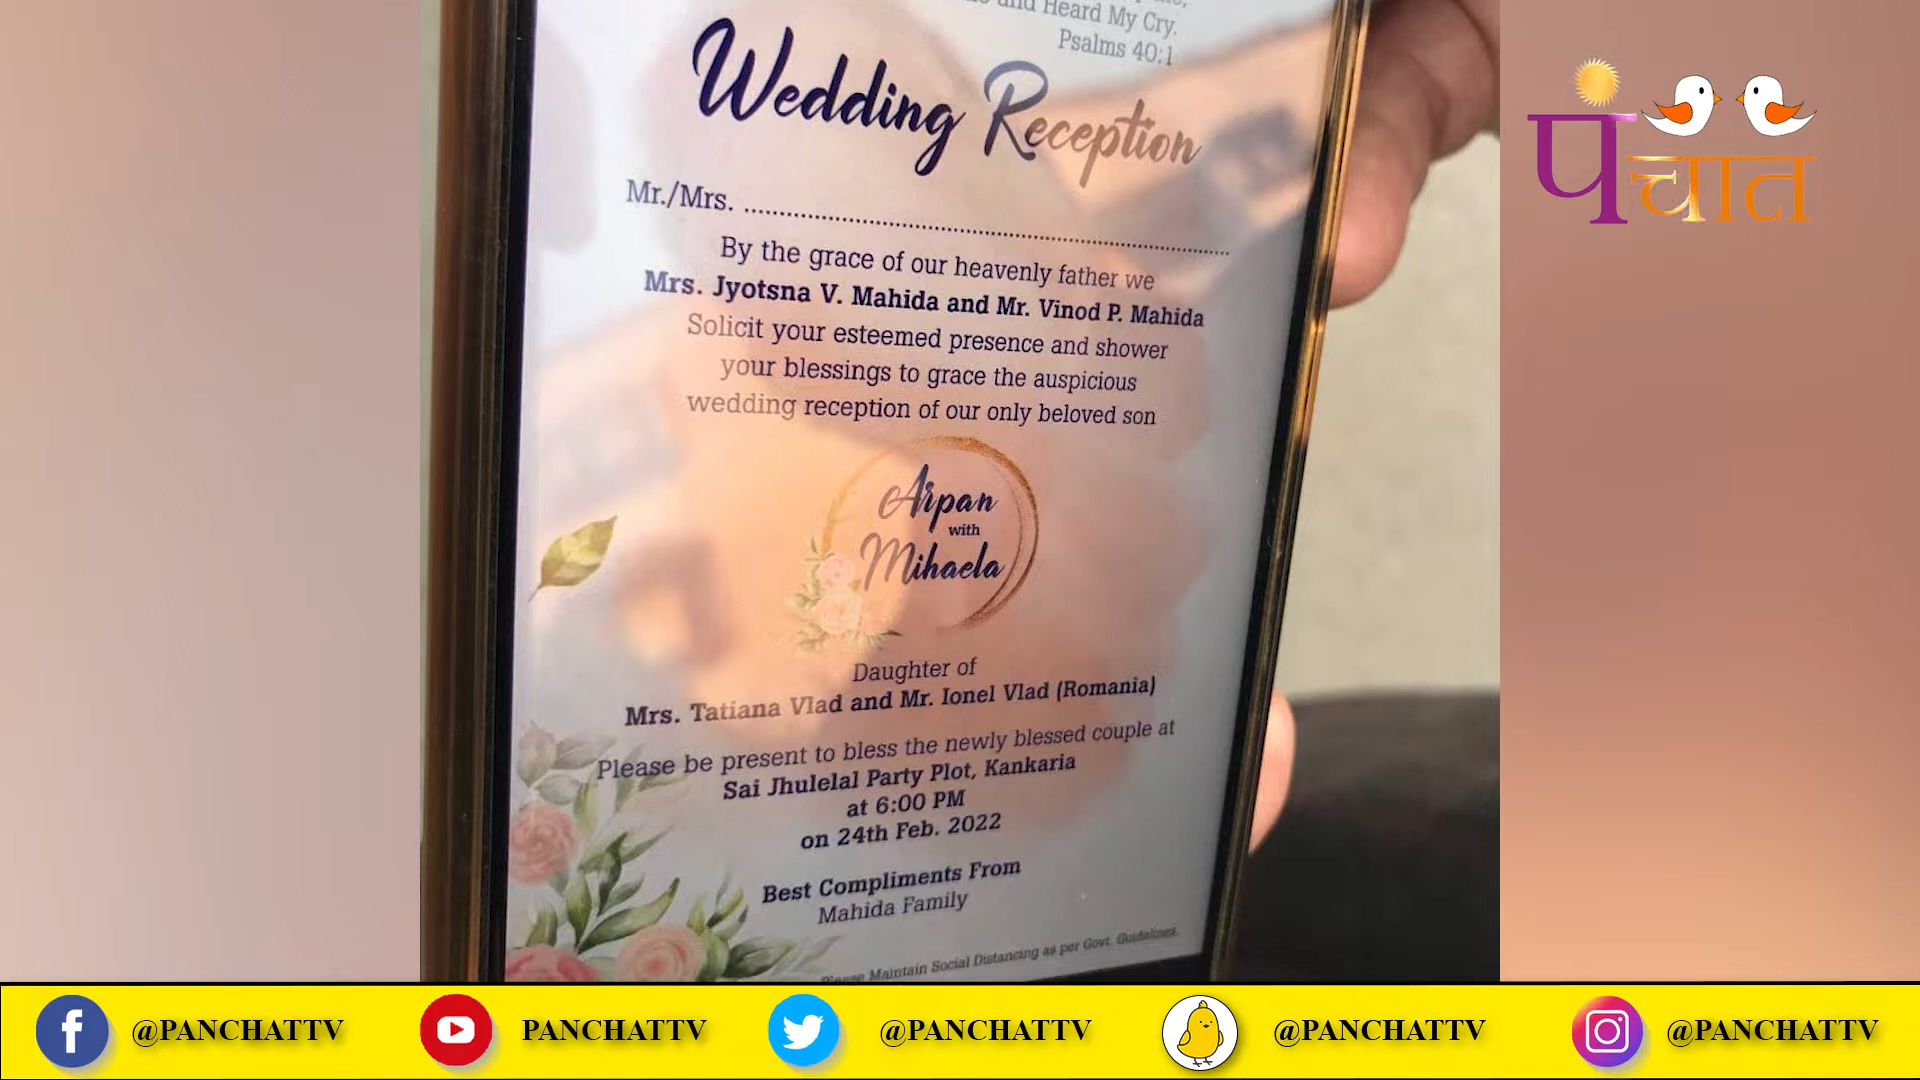 and Heard My Cry.
Psalms 40:1
Wedding Reception
Mr./Mrs. ........................................................................
By the grace of our heavenly father we
Mrs. Jyotsna V. Mahida and Mr. Vinod P. Mahida
Solicit your esteemed presence and shower
your blessings to grace the auspicious
wedding reception of our only beloved son
Arpan
with
Mihaela
Daughter of
Mrs. Tatiana Vlad and Mr. Ionel Vlad (Romania)
Please be present to bless the newly blessed couple at
Sai Jhulelal Party Plot, Kankaria
at 6:00 PM
on 24th Feb. 2022
Best Compliments From
Mahida Family
Please Maintain Social Distancing as per Govt. Guidelines.
पंचात
@PANCHATTV PANCHATTV @PANCHATTV @PANCHATTV @PANCHATTV